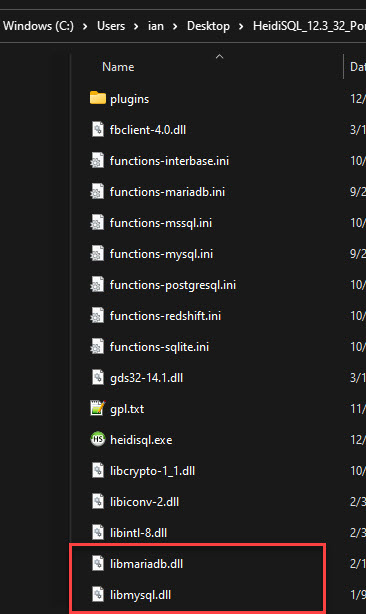 Windows (C:) > Users > ian > Desktop > HeidiSQL_12.3_32_Po
Name Da
plugins 12/
fbclient-4.0.dll 3/1
functions-interbase.ini 10/
functions-mariadb.ini 9/2
functions-mssql.ini 10/
functions-mysql.ini 9/2
functions-postgresql.ini 10/
functions-redshift.ini 10/
functions-sqlite.ini 10/
gds32-14.1.dll 3/1
gpl.txt 11/
HS heidisql.exe 12/
libcrypto-1_1.dll 10/
libiconv-2.dll 2/3
libintl-8.dll 2/3
libmariadb.dll 2/1
libmysql.dll 1/9